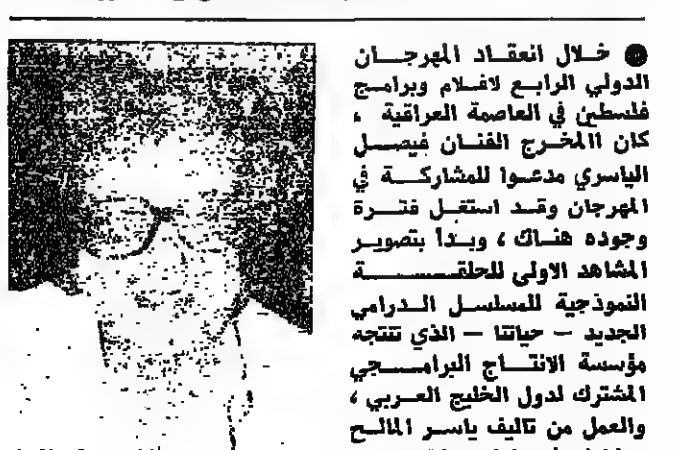 ● خلال انعقاد المهرجان
الدولي الرابع لافلام وبرامج
فلسطين في العاصمة العراقية ،
كان االمخرج الفنان فيصل
الياسري مدعوا للمشاركة في
المهرجان وقد استغل فترة
وجوده هناك ، وبدأ بتصوير
المشاهد الاولى للحلقة
النموذجية للمسلسل الدرامي
الجديد — حياتنا — الذي تنتجه
مؤسسة الانتاج البرامجي
المشترك لدول الخليج العربي ،
والعمل من تاليف ياسر المالح